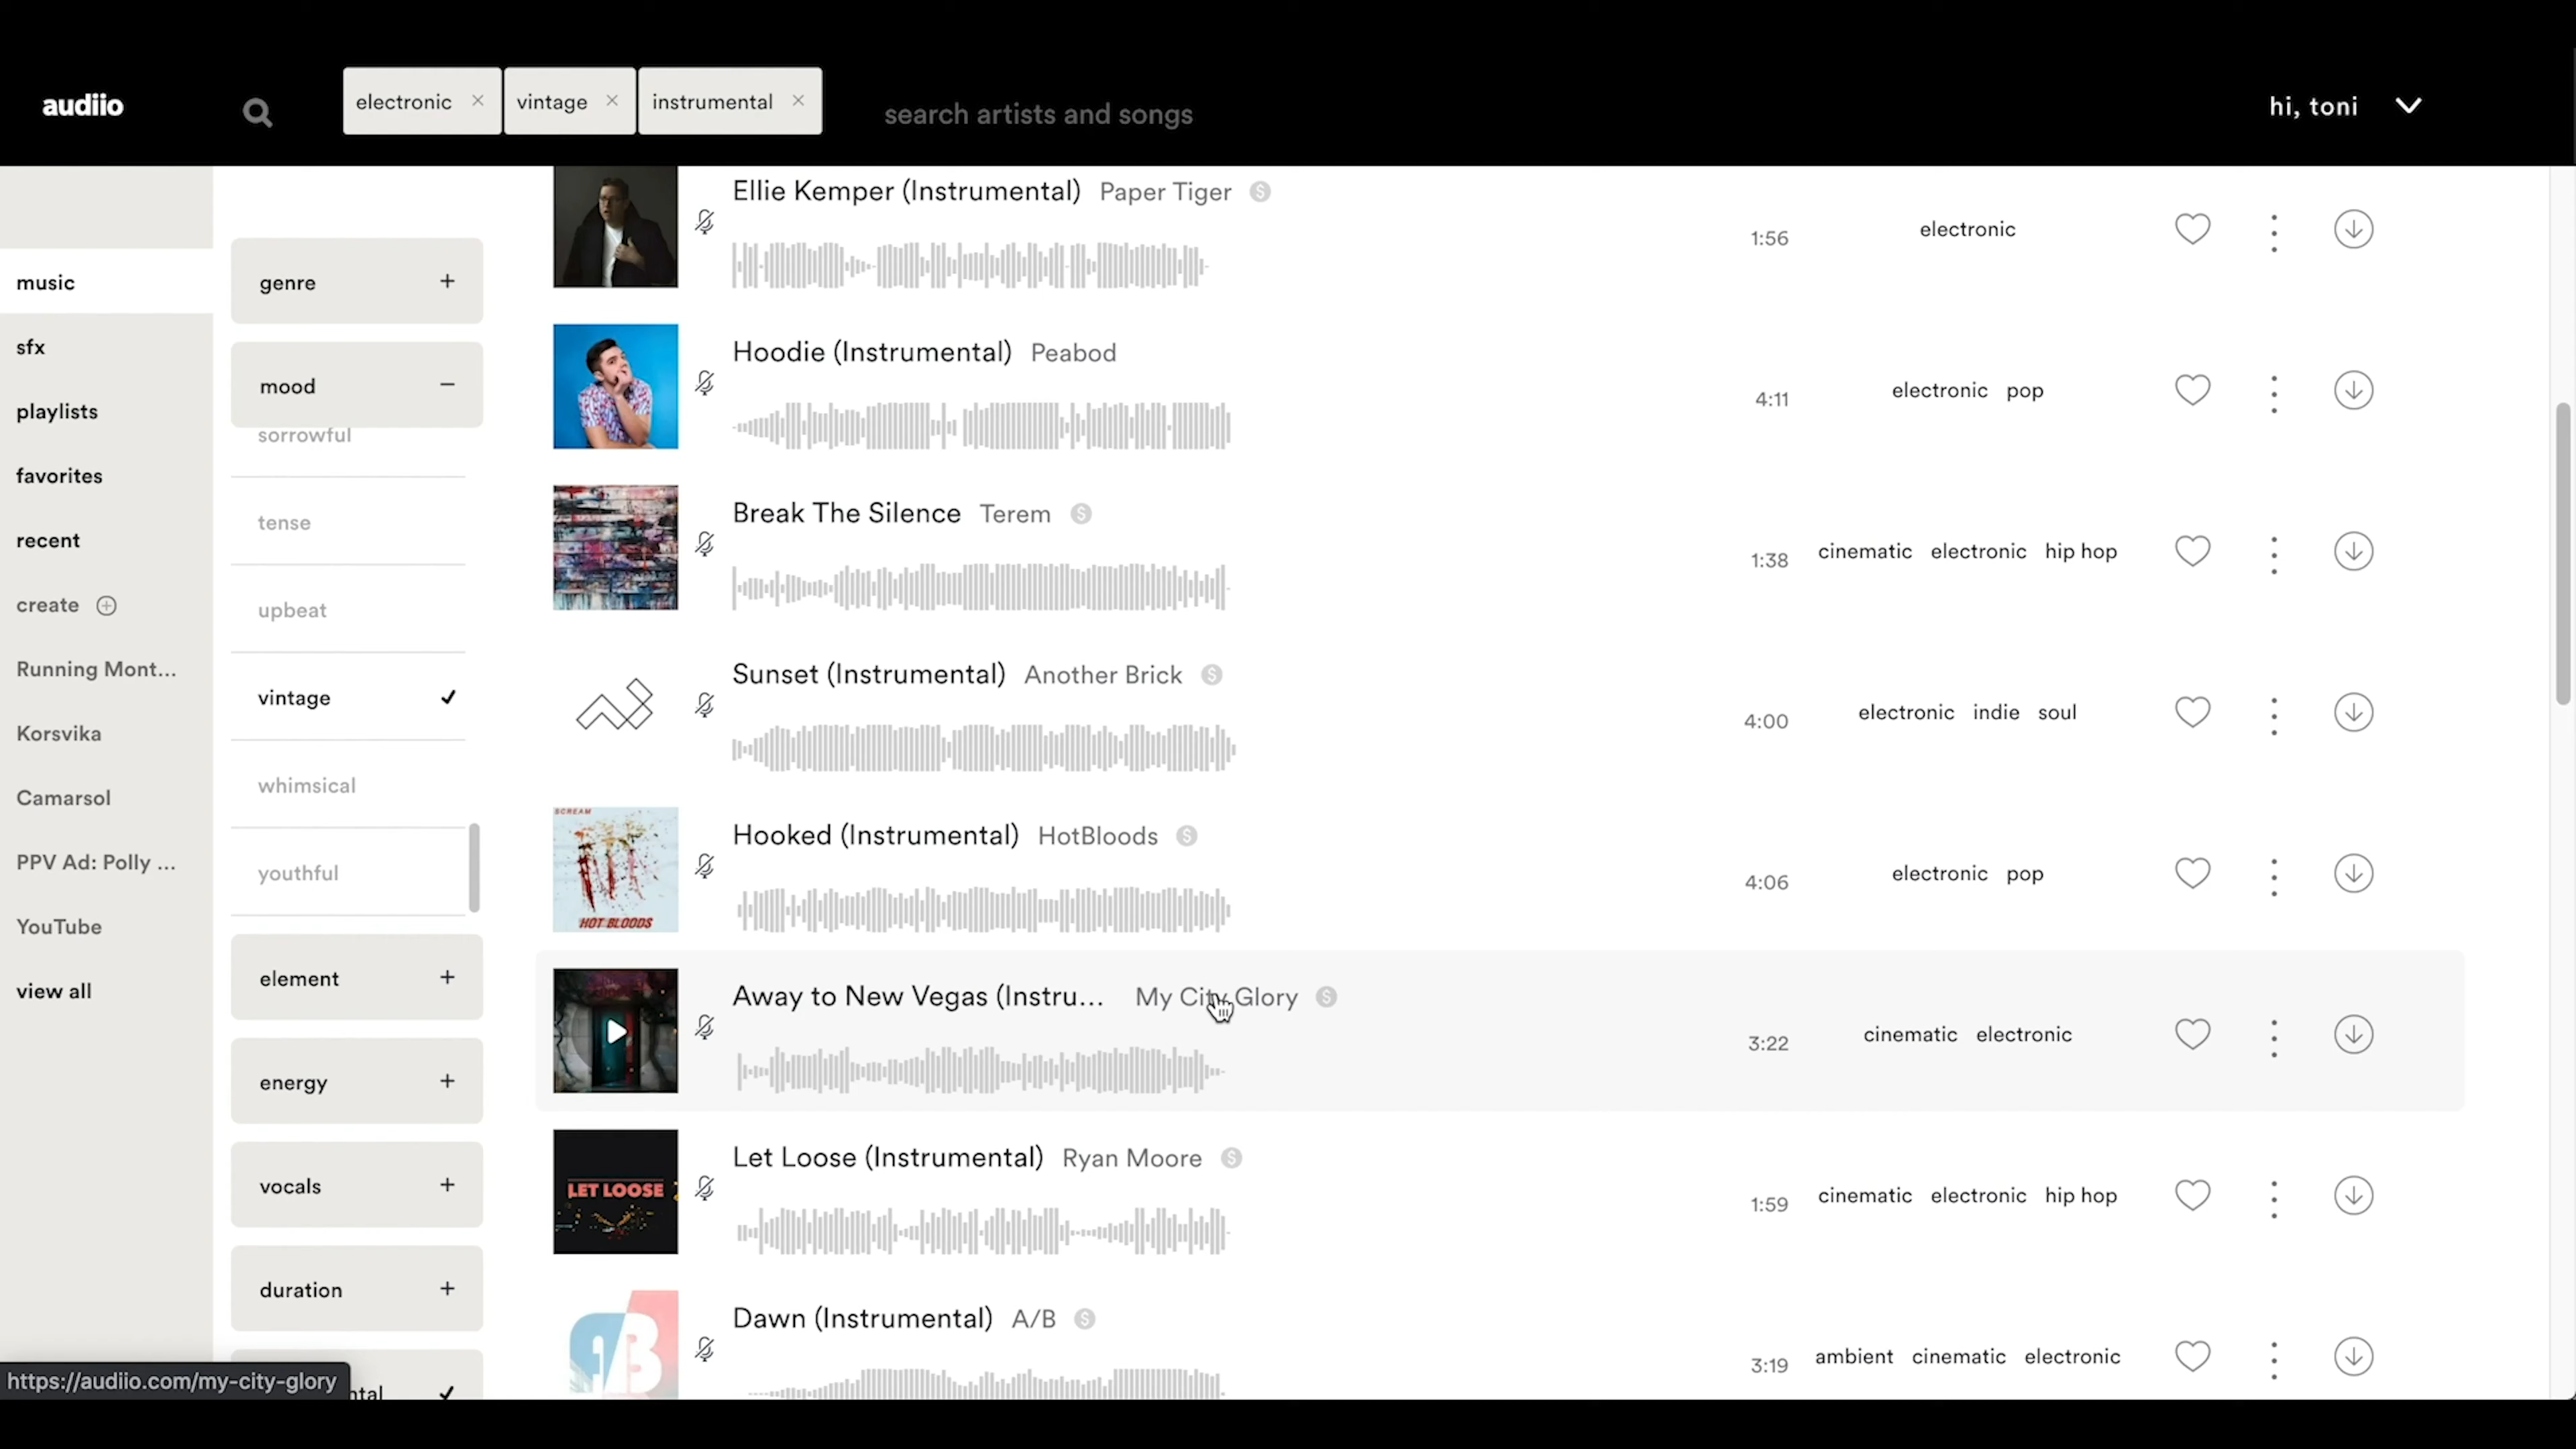 audiio
electronic × vintage × instrumental ×
search artists and songs
hi, toni
music
sfx
playlists
favorites
recent
create
Running Mont...
Korsvika
Camarsol
PPV Ad: Polly ...
YouTube
view all
genre +
mood −
sorrowful
tense
upbeat
vintage ✓
whimsical
youthful
element +
energy +
vocals +
duration +
ntal ✓
https://audiio.com/my-city-glory
Ellie Kemper (Instrumental) Paper Tiger $
1:56 electronic
Hoodie (Instrumental) Peabod
4:11 electronic pop
Break The Silence Terem $
1:38 cinematic electronic hip hop
Sunset (Instrumental) Another Brick $
4:00 electronic indie soul
SCREAM
HOT BLOODS
Hooked (Instrumental) HotBloods $
4:06 electronic pop
Away to New Vegas (Instru... My City Glory $
3:22 cinematic electronic
LET LOOSE
Let Loose (Instrumental) Ryan Moore $
1:59 cinematic electronic hip hop
AB
Dawn (Instrumental) A/B $
3:19 ambient cinematic electronic